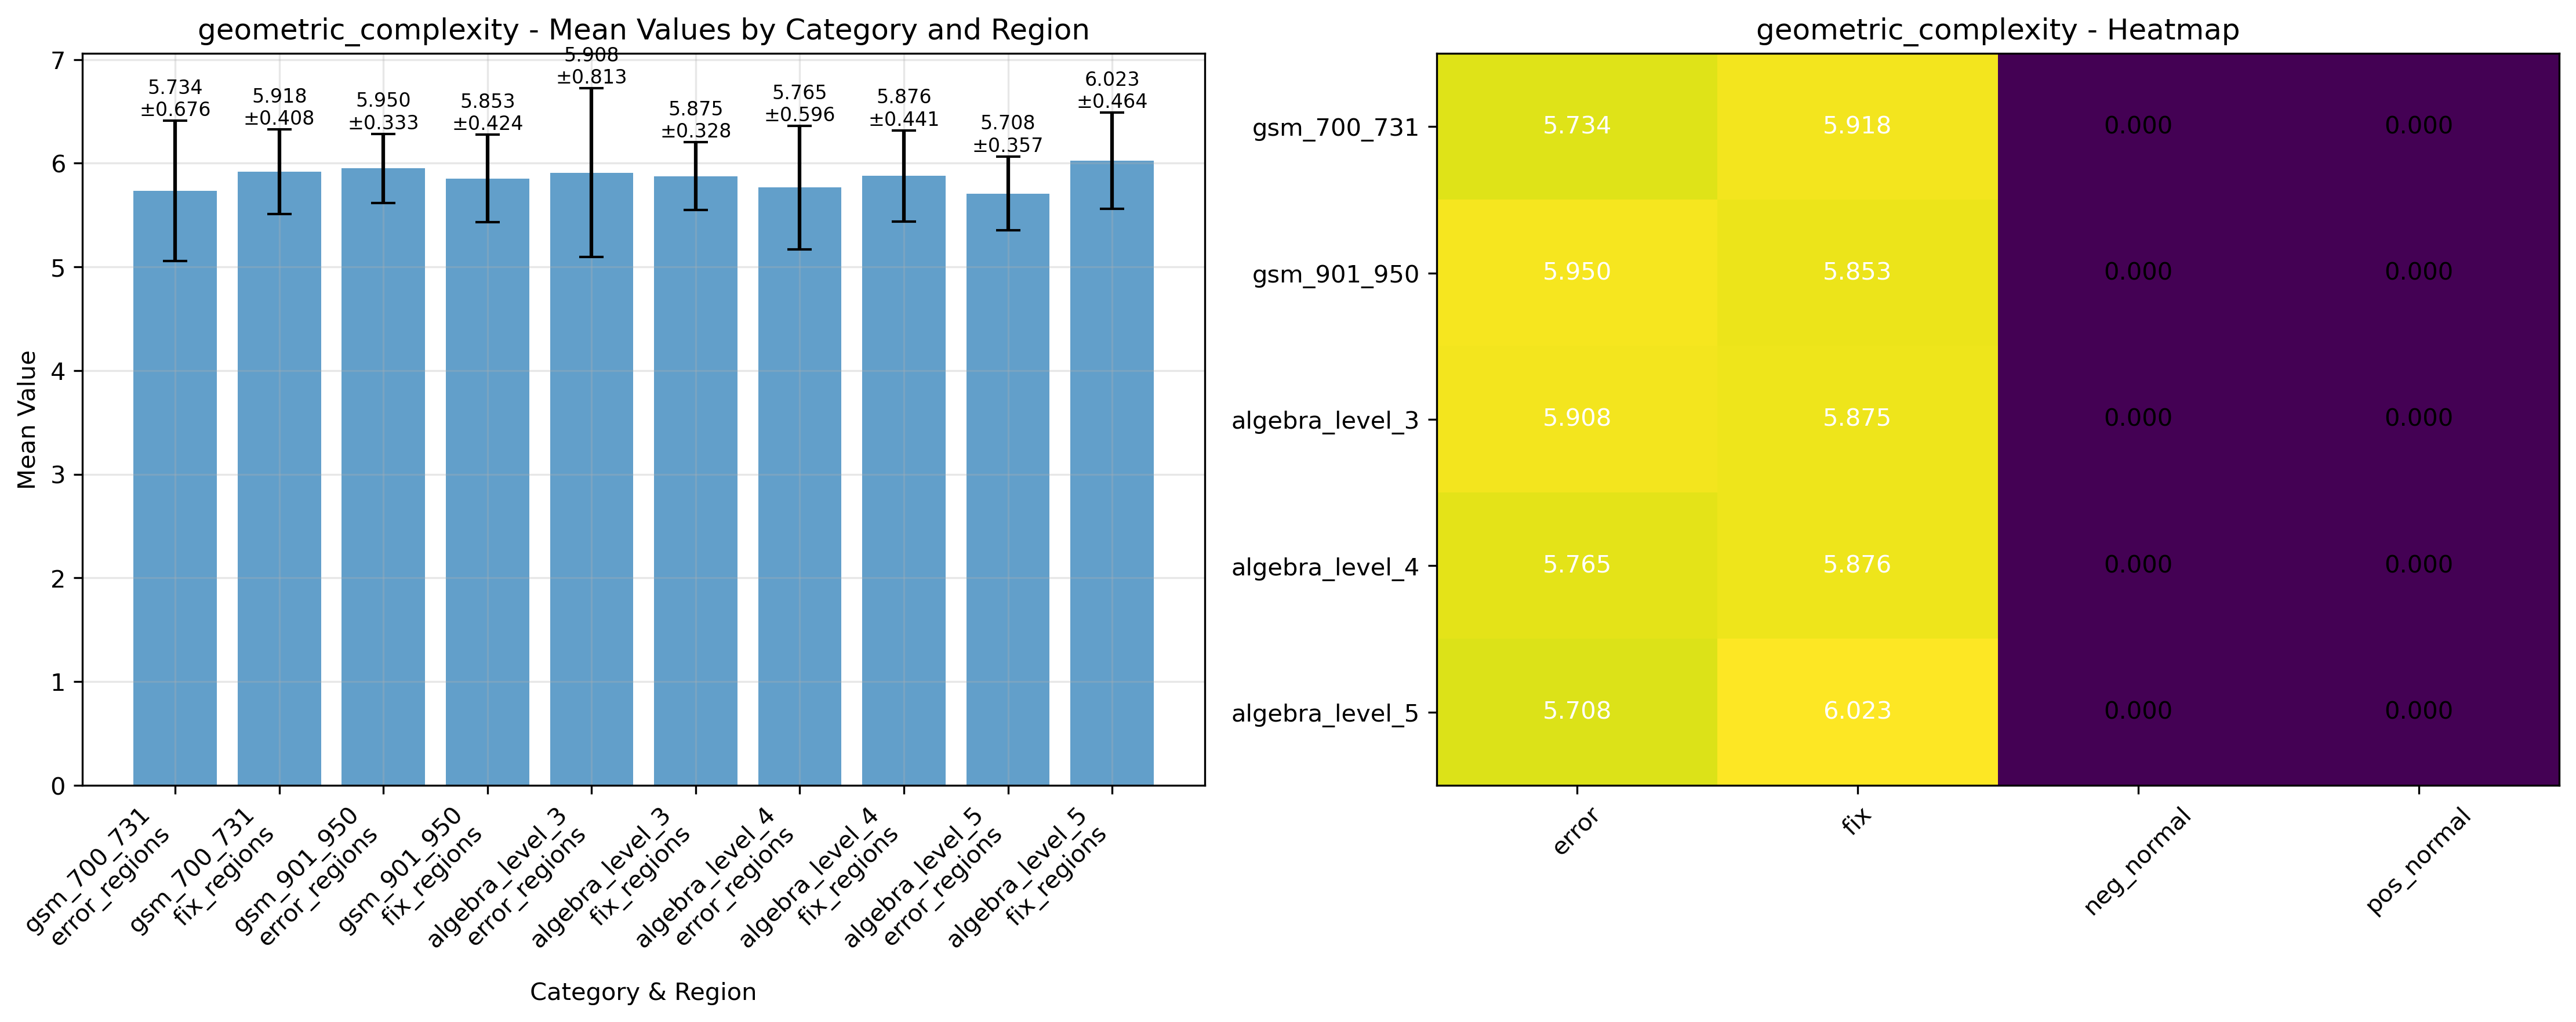 geometric_complexity - Mean Values by Category and Region
7
6
5
4
3
2
1
0
Mean Value
5.734
±0.676
5.918
±0.408
5.950
±0.333
5.853
±0.424
5.908
±0.813
5.875
±0.328
5.765
±0.596
5.876
±0.441
5.708
±0.357
6.023
±0.464
gsm_700_731
error_regions
gsm_700_731
fix_regions
gsm_901_950
error_regions
gsm_901_950
fix_regions
algebra_level_3
error_regions
algebra_level_3
fix_regions
algebra_level_4
error_regions
algebra_level_4
fix_regions
algebra_level_5
error_regions
algebra_level_5
fix_regions
Category & Region
geometric_complexity - Heatmap
gsm_700_731 5.734 5.918 0.000 0.000
gsm_901_950 5.950 5.853 0.000 0.000
algebra_level_3 5.908 5.875 0.000 0.000
algebra_level_4 5.765 5.876 0.000 0.000
algebra_level_5 5.708 6.023 0.000 0.000
error fix neg_normal pos_normal